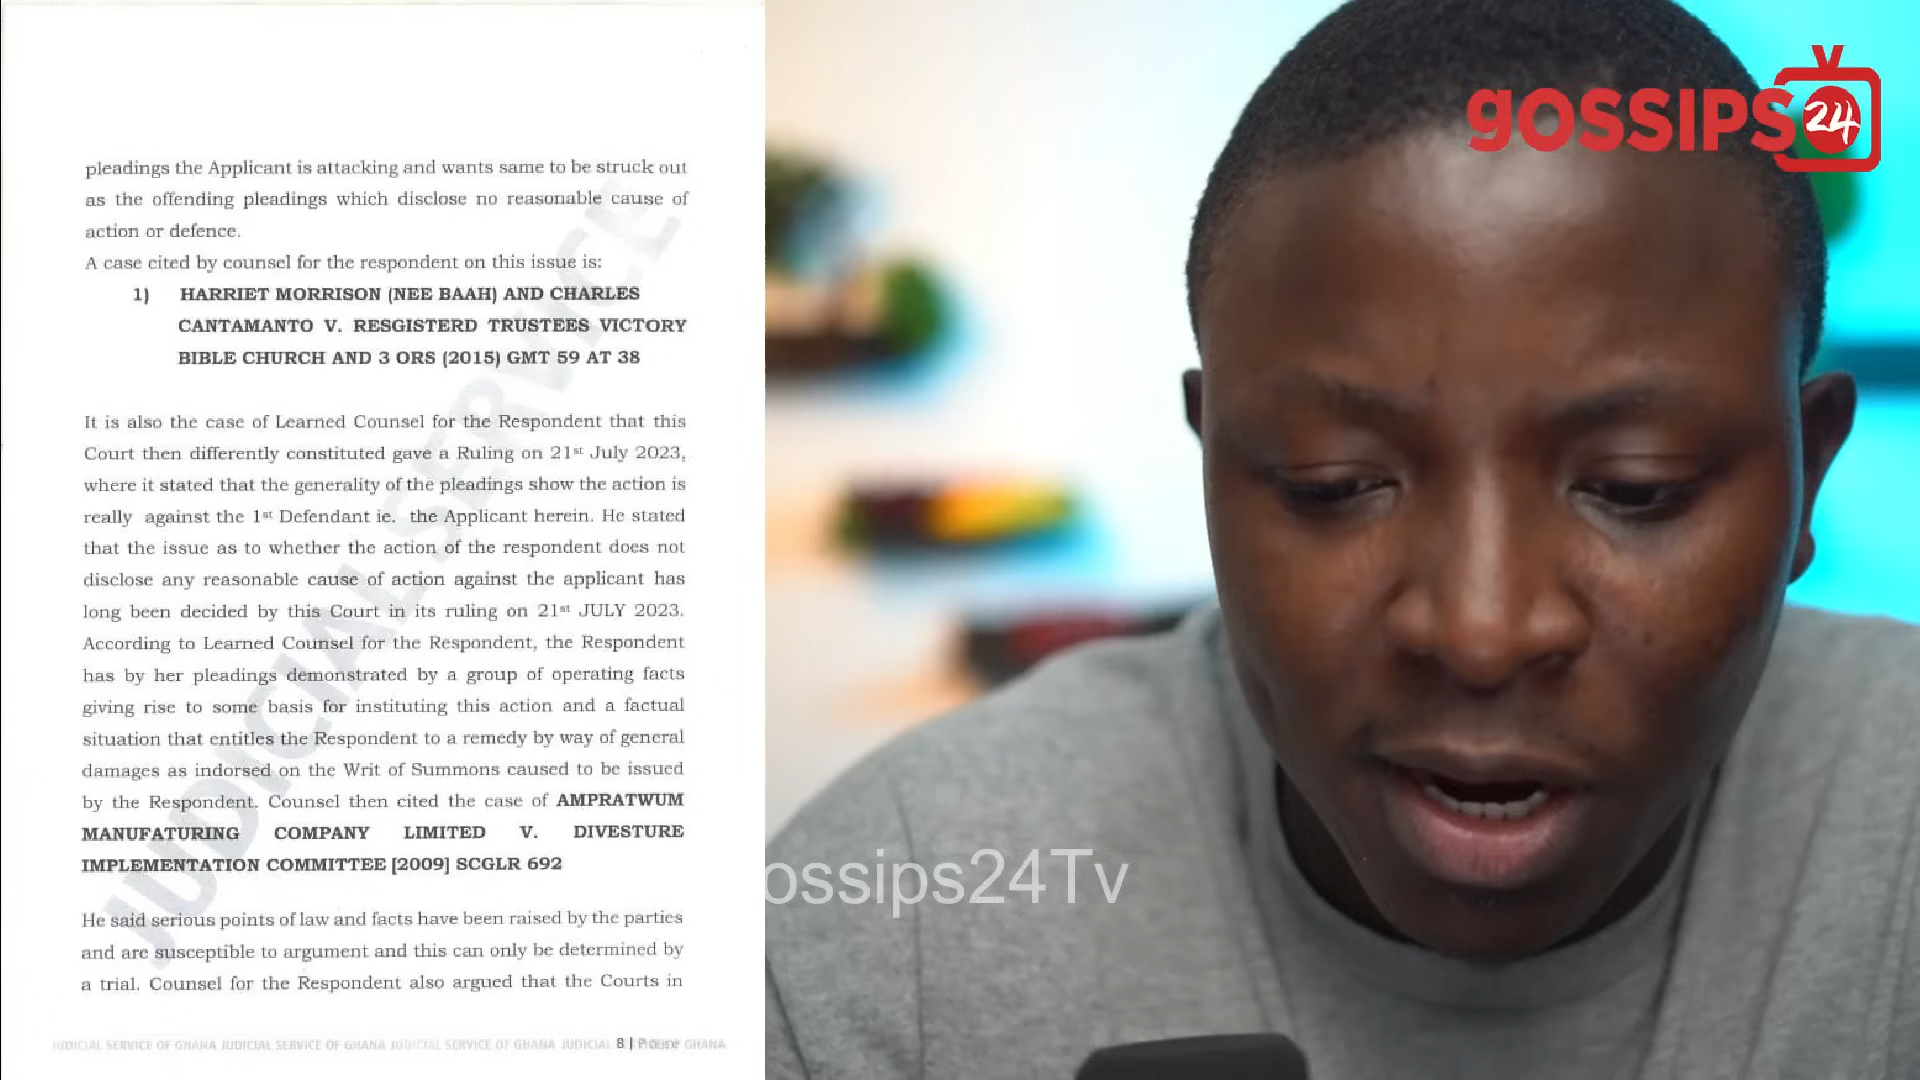 pleadings the Applicant is attacking and wants same to be struck out
as the offending pleadings which disclose no reasonable cause of
action or defence.
A case cited by counsel for the respondent on this issue is:
1) HARRIET MORRISON (NEE BAAH) AND CHARLES
CANTAMANTO V. RESGISTERD TRUSTEES VICTORY
BIBLE CHURCH AND 3 ORS (2015) GMT 59 AT 38
It is also the case of Learned Counsel for the Respondent that this
Court then differently constituted gave a Ruling on 21st July 2023,
where it stated that the generality of the pleadings show the action is
really against the 1st Defendant ie. the Applicant herein. He stated
that the issue as to whether the action of the respondent does not
disclose any reasonable cause of action against the applicant has
long been decided by this Court in its ruling on 21st JULY 2023.
According to Learned Counsel for the Respondent, the Respondent
has by her pleadings demonstrated by a group of operating facts
giving rise to some basis for instituting this action and a factual
situation that entitles the Respondent to a remedy by way of general
damages as indorsed on the Writ of Summons caused to be issued
by the Respondent. Counsel then cited the case of AMPRATWUM
MANUFATURING COMPANY LIMITED V. DIVESTURE
IMPLEMENTATION COMMITTEE [2009] SCGLR 692
He said serious points of law and facts have been raised by the parties
and are susceptible to argument and this can only be determined by
a trial. Counsel for the Respondent also argued that the Courts in
JUDICIAL SERVICE OF GHANA JUDICIAL SERVICE OF GHANA JUDICIAL SERVICE OF GHANA JUDICIAL 8 | GHANA
JUDICIAL SERVICE
gOSSIPS 24
ossips24Tv